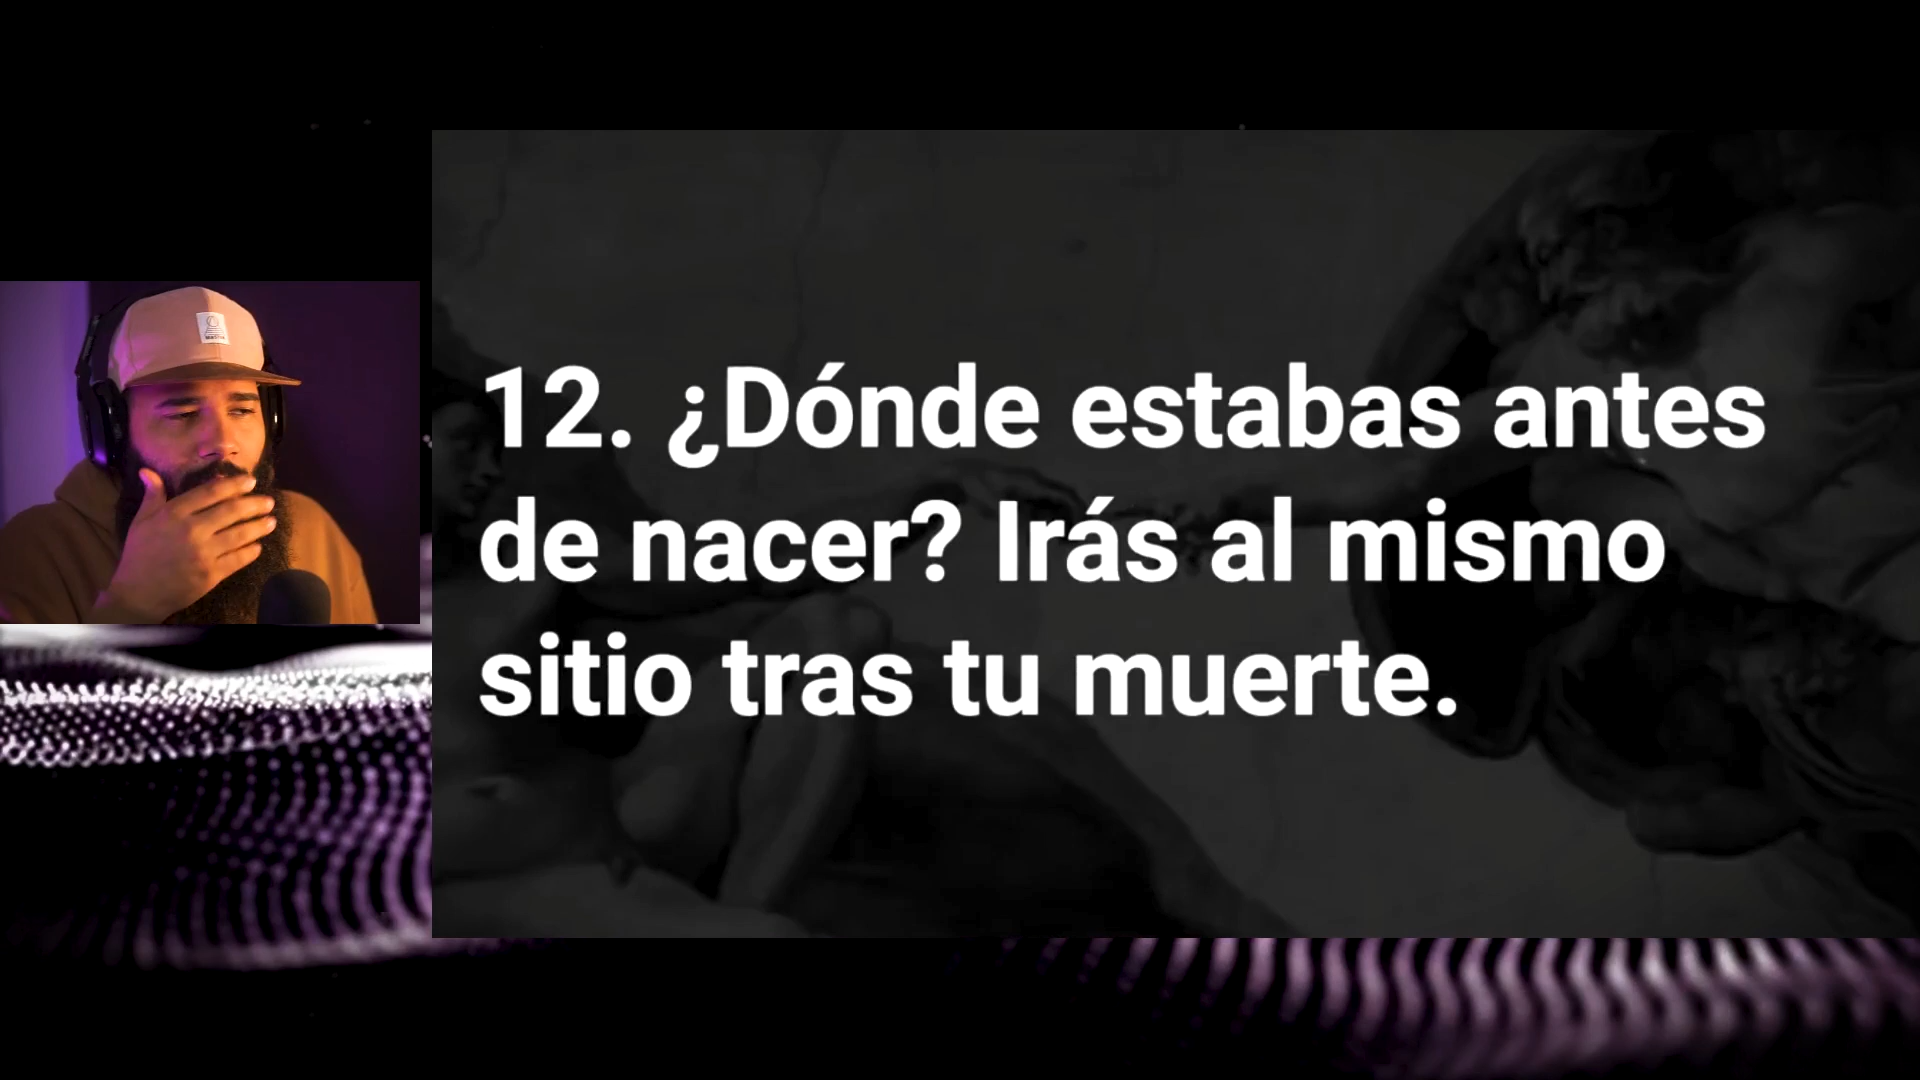 12. ¿Dónde estabas antes
de nacer? Irás al mismo
sitio tras tu muerte.